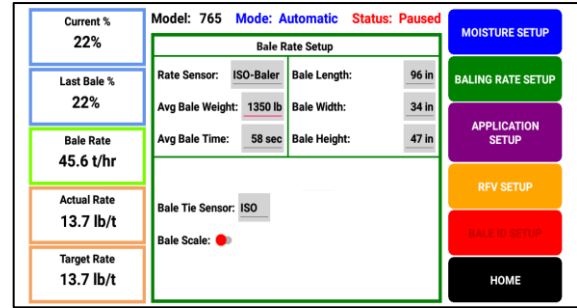 Model: 765 Mode: Automatic Status: Paused
Current %
22%
Last Bale %
22%
Bale Rate
45.6 t/hr
Actual Rate
13.7 lb/t
Target Rate
13.7 lb/t
Bale Rate Setup
Rate Sensor: ISO-Baler Bale Length: 96 in
Avg Bale Weight: 1350 lb Bale Width: 34 in
Avg Bale Time: 58 sec Bale Height: 47 in
Bale Tie Sensor: ISO
Bale Scale:
MOISTURE SETUP
BALING RATE SETUP
APPLICATION
SETUP
RFV SETUP
BALE ID SETUP
HOME